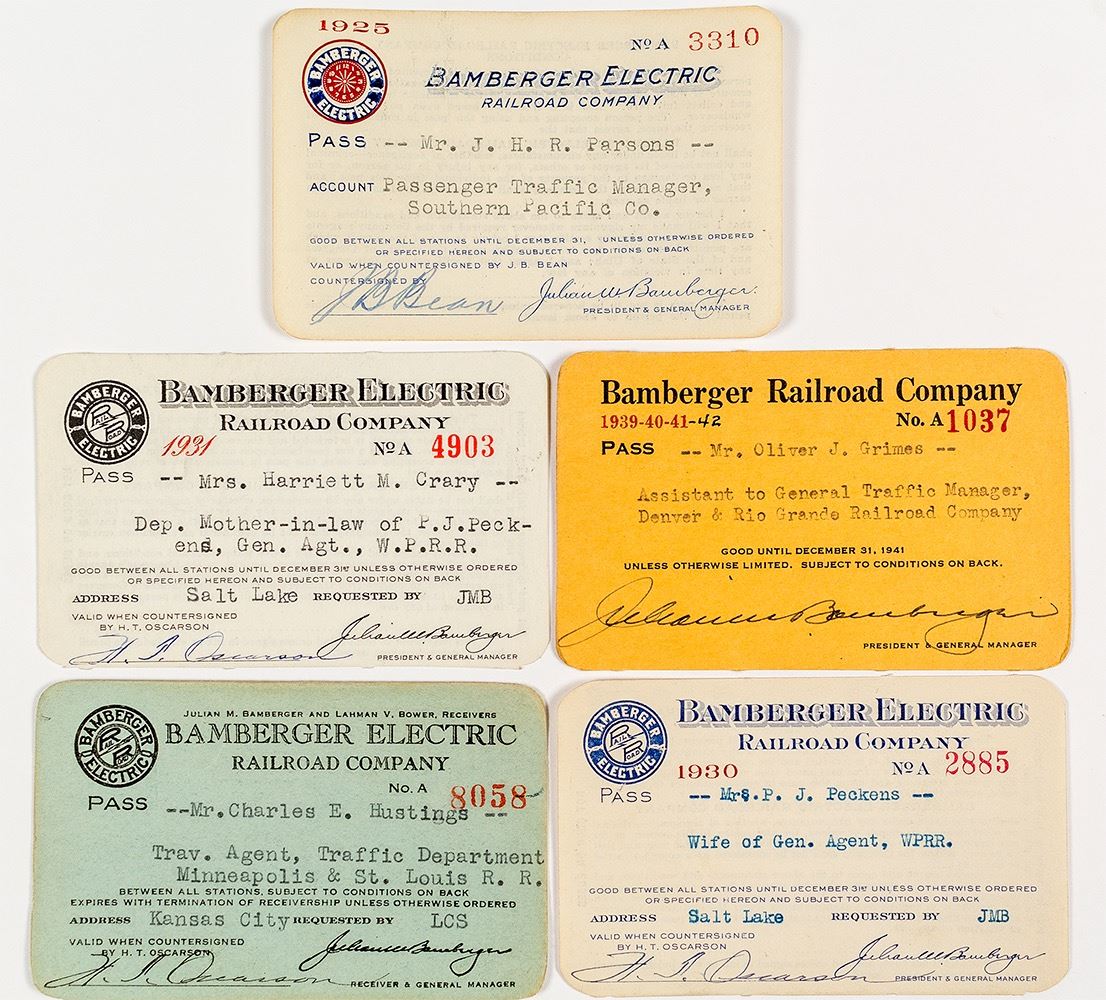 1925
No A 3310
BAMBERGER ELECTRIC
BAMBERGER ELECTRIC
RAILROAD COMPANY
PASS -- Mr. J. H. R. Parsons --
ACCOUNT Passenger Traffic Manager,
Southern Pacific Co.
GOOD BETWEEN ALL STATIONS UNTIL DECEMBER 31, UNLESS OTHERWISE ORDERED
OR SPECIFIED HEREON AND SUBJECT TO CONDITIONS ON BACK
VALID WHEN COUNTERSIGNED BY J. B. BEAN
COUNTERSIGNED BY
J B Bean
Julian M. Bamberger.
PRESIDENT & GENERAL MANAGER
BAMBERGER ELECTRIC
RAIL ROAD
BAMBERGER ELECTRIC
RAILROAD COMPANY
1931 No A 4903
PASS -- Mrs. Harriett M. Crary --
Dep. Mother-in-law of P.J.Peck-
end, Gen. Agt., W.P.R.R.
GOOD BETWEEN ALL STATIONS UNTIL DECEMBER 31ST UNLESS OTHERWISE ORDERED
OR SPECIFIED HEREON AND SUBJECT TO CONDITIONS ON BACK
ADDRESS Salt Lake REQUESTED BY JMB
VALID WHEN COUNTERSIGNED
BY H. T. OSCARSON
H. T. Oscarson
Julian M. Bamberger
PRESIDENT & GENERAL MANAGER
Bamberger Railroad Company
1939-40-41-42 No. A 1037
PASS -- Mr. Oliver J. Grimes --
Assistant to General Traffic Manager,
Denver & Rio Grande Railroad Company
GOOD UNTIL DECEMBER 31, 1941
UNLESS OTHERWISE LIMITED. SUBJECT TO CONDITIONS ON BACK.
Julian M. Bamberger
PRESIDENT & GENERAL MANAGER
BAMBERGER ELECTRIC
RAIL ROAD
JULIAN M. BAMBERGER AND LAHMAN V. BOWER, RECEIVERS
BAMBERGER ELECTRIC
RAILROAD COMPANY
No. A 8058
PASS --Mr.Charles E. Hustings --
Trav. Agent, Traffic Department
Minneapolis & St. Louis R. R.
BETWEEN ALL STATIONS. SUBJECT TO CONDITIONS ON BACK
EXPIRES WITH TERMINATION OF RECEIVERSHIP UNLESS OTHERWISE ORDERED
ADDRESS Kansas City REQUESTED BY LCS
VALID WHEN COUNTERSIGNED
BY H. T. OSCARSON
H. T. Oscarson
Julian M. Bamberger
RECEIVER & GENERAL MANAGER
BAMBERGER ELECTRIC
RAIL ROAD
BAMBERGER ELECTRIC
RAILROAD COMPANY
1930 No A 2885
PASS -- Mrs.P. J. Peckens --
Wife of Gen. Agent, WPRR.
GOOD BETWEEN ALL STATIONS UNTIL DECEMBER 31ST UNLESS OTHERWISE ORDERED
OR SPECIFIED HEREON AND SUBJECT TO CONDITIONS ON BACK
ADDRESS Salt Lake REQUESTED BY JMB
VALID WHEN COUNTERSIGNED
BY H. T. OSCARSON
H. T. Oscarson
Julian M. Bamberger
PRESIDENT & GENERAL MANAGER